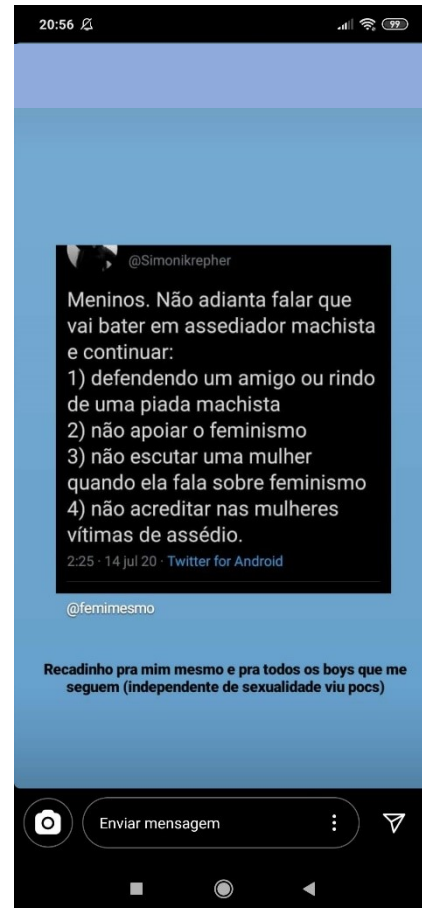 20:56
99
@Simonikrepher
Meninos. Não adianta falar que
vai bater em assediador machista
e continuar:
1) defendendo um amigo ou rindo
de uma piada machista
2) não apoiar o feminismo
3) não escutar uma mulher
quando ela fala sobre feminismo
4) não acreditar nas mulheres
vítimas de assédio.
2:25 · 14 jul 20 · Twitter for Android
@femimesmo
Recadinho pra mim mesmo e pra todos os boys que me
seguem (independente de sexualidade viu pocs)
Enviar mensagem